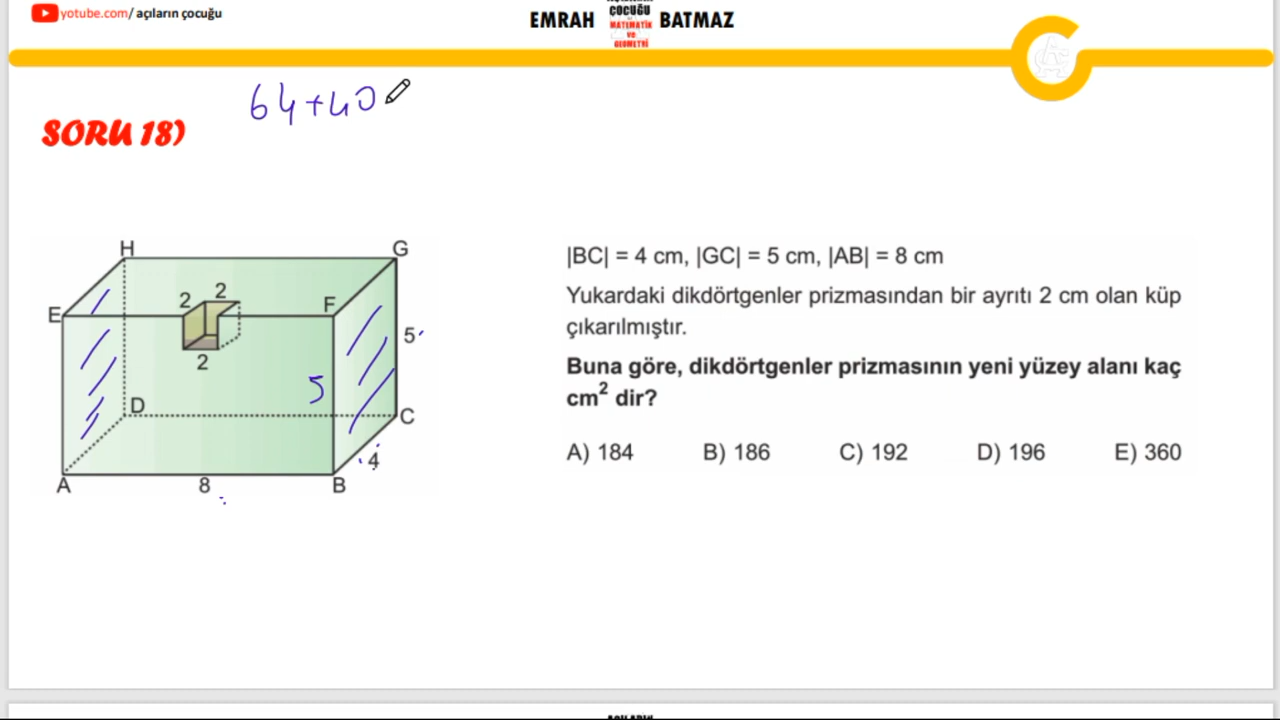 yotube.com/ açıların çocuğu
EMRAH
ÇOCUĞU
MATEMATİK
ve
GEOMETRİ
BATMAZ
64+40
SORU 18)
H
G
2
2
E
F
5
2
5
D
C
4
A
8
B
|BC| = 4 cm, |GC| = 5 cm, |AB| = 8 cm
Yukardaki dikdörtgenler prizmasından bir ayrıtı 2 cm olan küp
çıkarılmıştır.
Buna göre, dikdörtgenler prizmasının yeni yüzey alanı kaç
cm² dir?
A) 184 B) 186 C) 192 D) 196 E) 360